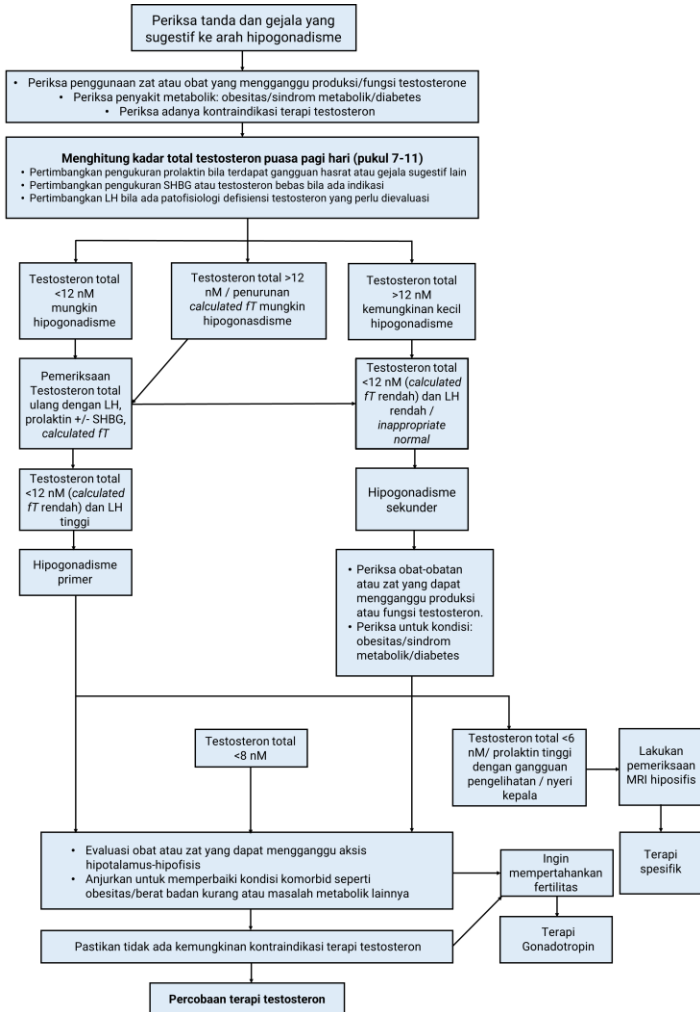 Periksa tanda dan gejala yang
sugestif ke arah hipogonadisme
• Periksa penggunaan zat atau obat yang mengganggu produksi/fungsi testosterone
• Periksa penyakit metabolik: obesitas/sindrom metabolik/diabetes
• Periksa adanya kontraindikasi terapi testosteron
Menghitung kadar total testosteron puasa pagi hari (pukul 7-11)
• Pertimbangkan pengukuran prolaktin bila terdapat gangguan hasrat atau gejala sugestif lain
• Pertimbangkan pengukuran SHBG atau testosteron bebas bila ada indikasi
• Pertimbangkan LH bila ada patofisiologi defisiensi testosteron yang perlu dievaluasi
Testosteron total
<12 nM
mungkin
hipogonadisme
Testosteron total >12
nM / penurunan
calculated fT mungkin
hipogonasdisme
Testosteron total
>12 nM
kemungkinan kecil
hipogonadisme
Pemeriksaan
Testosteron total
ulang dengan LH,
prolaktin +/- SHBG,
calculated fT
Testosteron total
<12 nM (calculated
fT rendah) dan LH
rendah /
inappropriate
normal
Testosteron total
<12 nM (calculated
fT rendah) dan LH
tinggi
Hipogonadisme
sekunder
Hipogonadisme
primer
• Periksa obat-obatan
atau zat yang dapat
mengganggu produksi
atau fungsi testosteron.
• Periksa untuk kondisi:
obesitas/sindrom
metabolik/diabetes
Testosteron total
<8 nM
Testosteron total <6
nM/ prolaktin tinggi
dengan gangguan
pengelihatan / nyeri
kepala
Lakukan
pemeriksaan
MRI hiposifis
Terapi
spesifik
• Evaluasi obat atau zat yang dapat mengganggu aksis
hipotalamus-hipofisis
• Anjurkan untuk memperbaiki kondisi komorbid seperti
obesitas/berat badan kurang atau masalah metabolik lainnya
Ingin
mempertahankan
fertilitas
Terapi
Gonadotropin
Pastikan tidak ada kemungkinan kontraindikasi terapi testosteron
Percobaan terapi testosteron